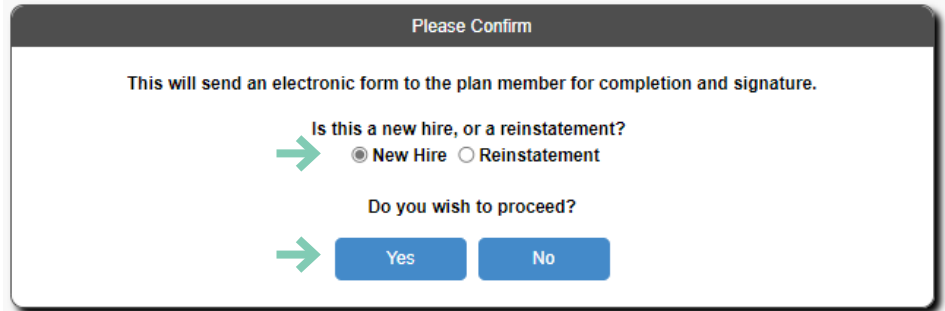 Please Confirm
This will send an electronic form to the plan member for completion and signature.
Is this a new hire, or a reinstatement?
New Hire Reinstatement
Do you wish to proceed?
Yes No